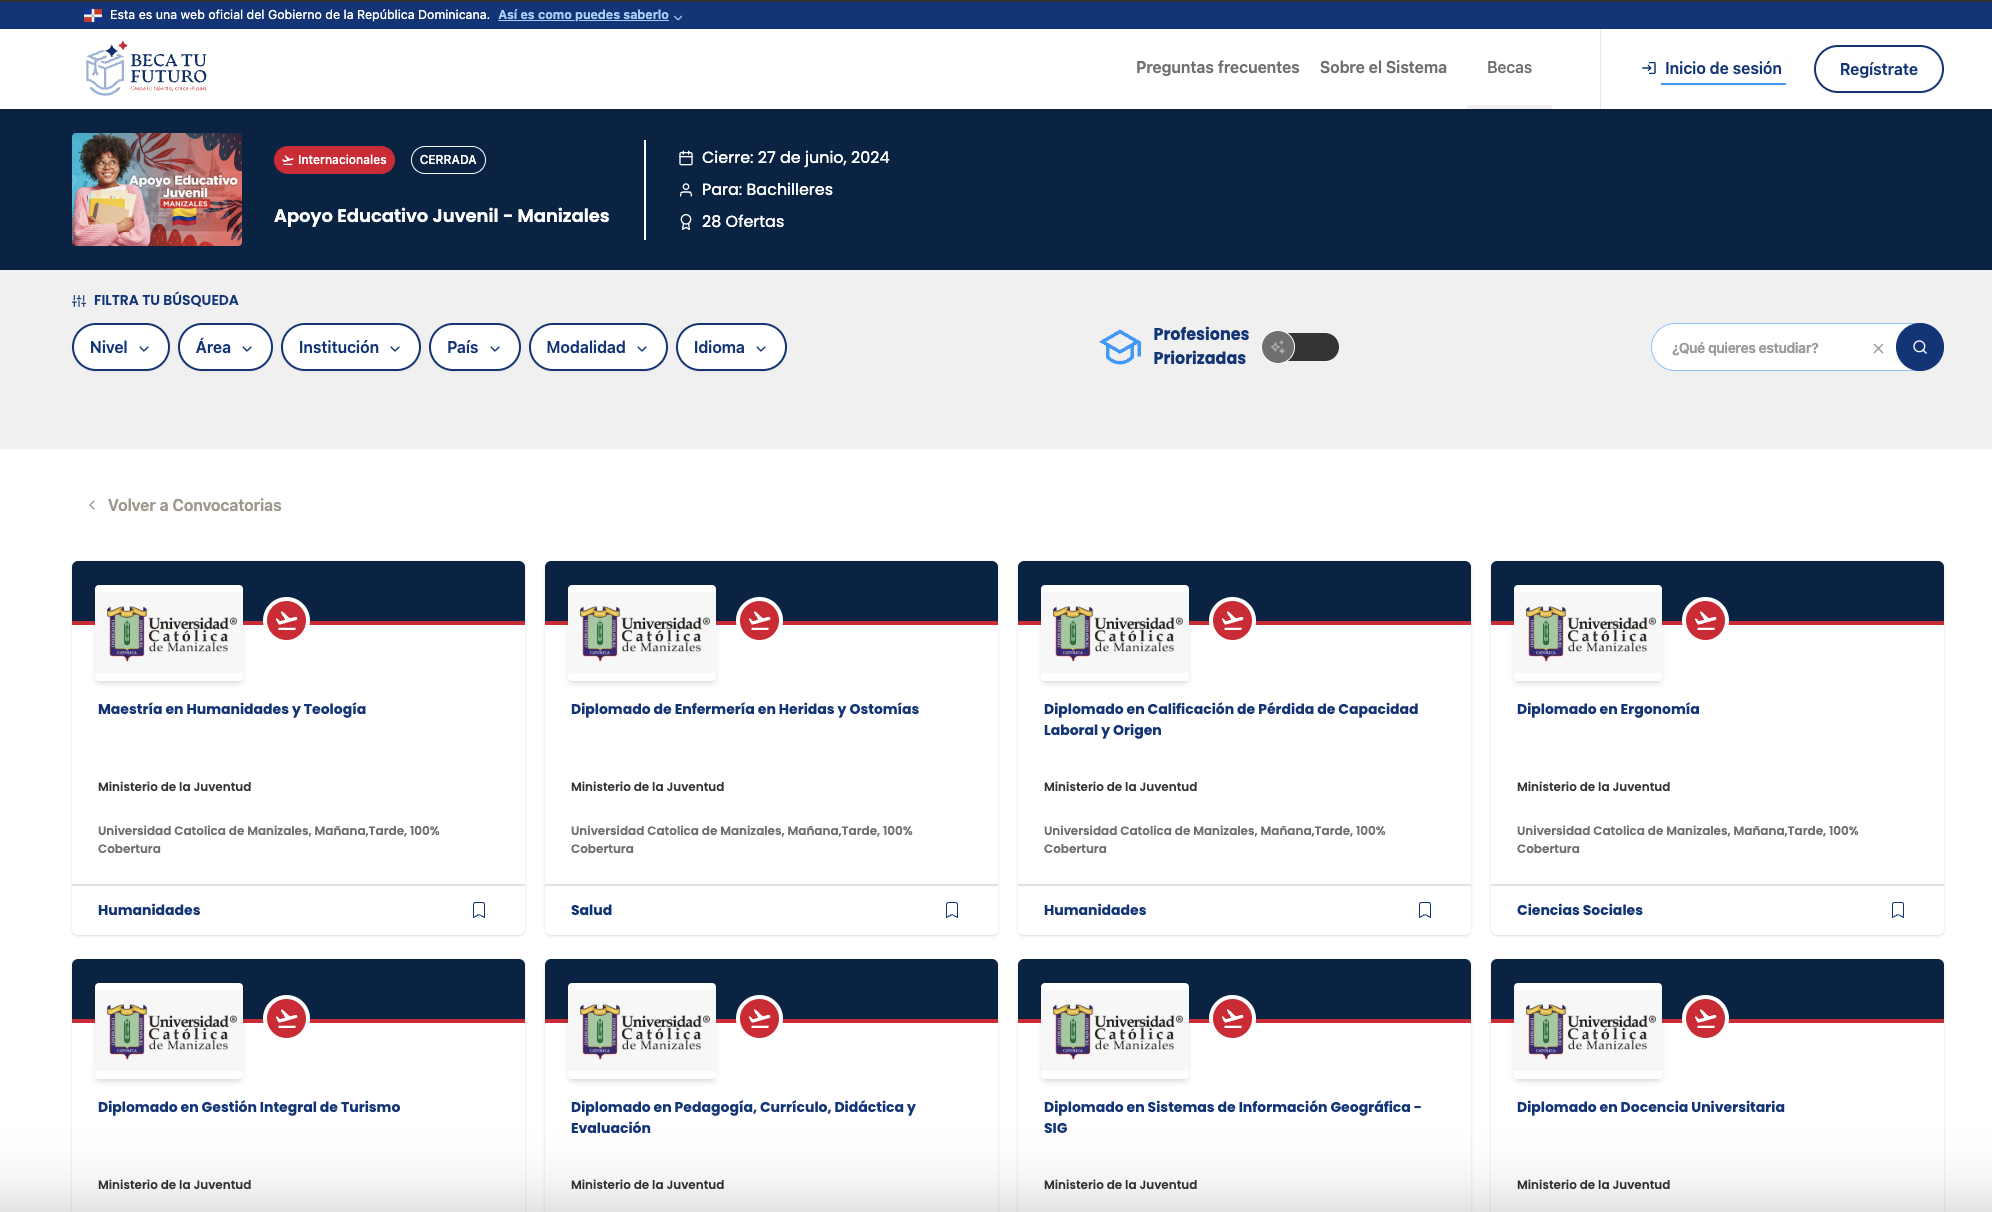 Esta es una web oficial del Gobierno de la República Dominicana. Así es como puedes saberlo
BECA TU
FUTURO
Crece tu talento, crece el país
Preguntas frecuentes
Sobre el Sistema
Becas
Inicio de sesión
Regístrate
Apoyo Educativo
Juvenil
MANIZALES
Internacionales
CERRADA
Apoyo Educativo Juvenil - Manizales
Cierre: 27 de junio, 2024
Para: Bachilleres
28 Ofertas
FILTRA TU BÚSQUEDA
Nivel
Área
Institución
País
Modalidad
Idioma
Profesiones
Priorizadas
¿Qué quieres estudiar?
Volver a Convocatorias
Universidad®
Católica
de Manizales
Maestría en Humanidades y Teología
Ministerio de la Juventud
Universidad Catolica de Manizales, Mañana,Tarde, 100%
Cobertura
Humanidades
Universidad®
Católica
de Manizales
Diplomado de Enfermería en Heridas y Ostomías
Ministerio de la Juventud
Universidad Catolica de Manizales, Mañana,Tarde, 100%
Cobertura
Salud
Universidad®
Católica
de Manizales
Diplomado en Calificación de Pérdida de Capacidad
Laboral y Origen
Ministerio de la Juventud
Universidad Catolica de Manizales, Mañana,Tarde, 100%
Cobertura
Humanidades
Universidad®
Católica
de Manizales
Diplomado en Ergonomía
Ministerio de la Juventud
Universidad Catolica de Manizales, Mañana,Tarde, 100%
Cobertura
Ciencias Sociales
Universidad®
Católica
de Manizales
Diplomado en Gestión Integral de Turismo
Ministerio de la Juventud
Universidad®
Católica
de Manizales
Diplomado en Pedagogía, Currículo, Didáctica y
Evaluación
Ministerio de la Juventud
Universidad®
Católica
de Manizales
Diplomado en Sistemas de Información Geográfica -
SIG
Ministerio de la Juventud
Universidad®
Católica
de Manizales
Diplomado en Docencia Universitaria
Ministerio de la Juventud